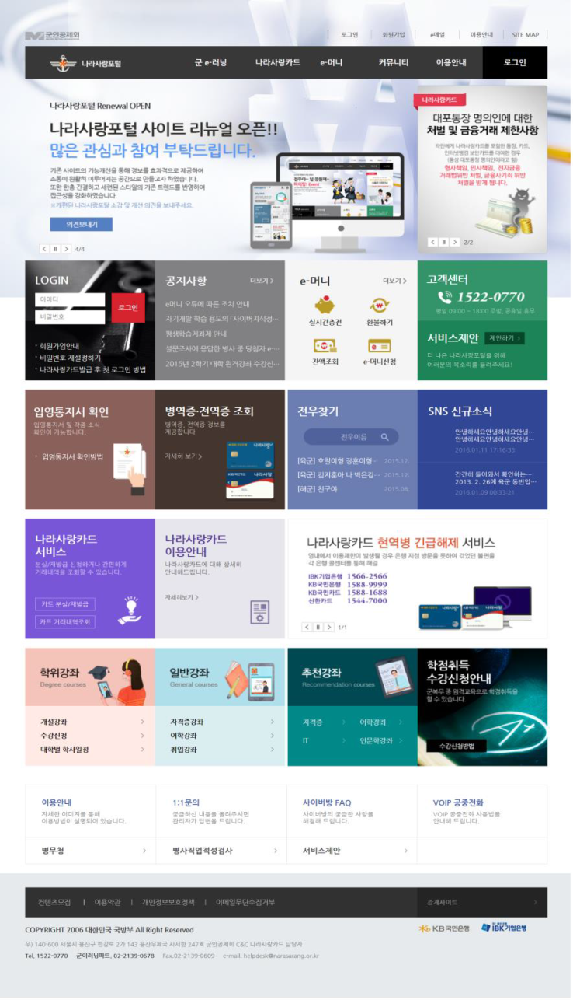 군인공제회
로그인 회원가입 e메일 이용안내 SITE MAP
나라사랑포털 군 e-러닝 나라사랑카드 e-머니 커뮤니티 이용안내 로그인
나라사랑포털 Renewal OPEN
나라사랑포털 사이트 리뉴얼 오픈!!
많은 관심과 참여 부탁드립니다.
기존 사이트의 기능개선을 통해 정보를 효과적으로 제공하여
소통이 원활히 이루어지는 공간으로 만들고자 하였습니다.
또한 한층 간결하고 세련된 스타일의 기존 트랜드를 반영하여
접근성을 강화하였습니다.
※개편된 나라사랑포탈 소감 및 개선 의견을 보내주세요.
의견보내기
4/4
나라사랑카드
대포통장 명의인에 대한
처벌 및 금융거래 제한사항
타인에게 나라사랑카드를 포함한 통장, 카드,
인터넷뱅킹 보안카드를 대여한 경우
(통상 대포통장 명의인이라고 함)
형사책임, 민사책임, 전자금융
거래법위반 처벌, 금융사기죄 위반
처벌을 받게 됩니다.
2/2
LOGIN
아이디
비밀번호
로그인
회원가입안내
비밀번호 재설정하기
나라사랑카드발급 후 첫 로그인 방법
공지사항 더보기 >
e머니 오류에 따른 조치 안내
자기개발 학습 용도의 「사이버지식정…
평생학습계좌제 안내
설문조사에 응답한 병사 중 당첨자 e-…
2015년 2학기 대학 원격강좌 수강신…
e-머니 더보기 >
실시간충전 환불하기
잔액조회 e-머니신청
고객센터
1522-0770
평일 09:00 ~ 18:00 주말, 공휴일 휴무
서비스제안 제안하기 >
더 나은 나라사랑포털을 위해
여러분의 목소리를 들려주세요!
입영통지서 확인
입영통지서 및 각종 소식
확인이 가능합니다.
입영통지서 확인방법
병역증·전역증 조회
병역증, 전역증 정보를
제공합니다
자세히 보기 >
전우찾기
전우이름
[육군] 호철이형 장훈이형… 2015.12.
[육군] 김지훈아 나 박은강… 2015.12.
[해군] 친구야 2015.08.
SNS 신규소식
안녕하세요안녕하세요안녕…
안녕하세요안녕하세요안녕…
2016.01.11 17:16:35
간간히 들어와서 확인하는…
2013. 2. 26에 육군 동반입…
2016.01.09 00:33:21
나라사랑카드
서비스
분실/재발급 신청하거나 간편하게
거래내역을 조회할 수 있습니다.
카드 분실/재발급
카드 거래내역조회
나라사랑카드
이용안내
나라사랑카드에 대해 상세히
안내해드립니다.
자세히보기 >
나라사랑카드 현역병 긴급해제 서비스
영내에서 이용제한이 발생될 경우 은행 지점 방문을 못하여 겪었던 불편을
각 은행 콜센터를 통해 해결
IBK기업은행 1566-2566
KB국민은행 1588-9999
KB국민카드 1588-1688
신한카드 1544-7000
1/1
학위강좌
Degree courses
개설강좌
수강신청
대학별 학사일정
일반강좌
General courses
자격증강좌
어학강좌
취업강좌
추천강좌
Recommendation courses
자격증 어학강좌
IT 인문학강좌
학점취득
수강신청안내
군복무 중 원격교육으로 학점취득을
할 수 있습니다.
수강신청방법
이용안내
자세한 이미지를 통해
이용방법이 설명되어 있습니다.
1:1문의
궁금하신 내용을 올려주시면
관리자가 답변을 드립니다.
사이버방 FAQ
사이버방의 궁금한 사항를
해결해 드립니다.
VOIP 공중전화
VOIP 공중전화 사용법을
안내해 드립니다.
병무청 병사직업적성검사 서비스제안
컨텐츠모집 | 이용약관 | 개인정보보호정책 | 이메일무단수집거부 관계사이트
COPYRIGHT 2006 대한민국 국방부 All Right Reserved
KB국민은행 IBK기업은행
우) 140-600 서울시 용산구 한강로 2가 143 용산우체국 사서함 247호 군인공제회 C&C 나라사랑카드 담당자
Tel, 1522-0770 군이러닝파트, 02-2139-0678 Fax.02-2139-0609 e-mail. helpdesk@narasarang.or.kr